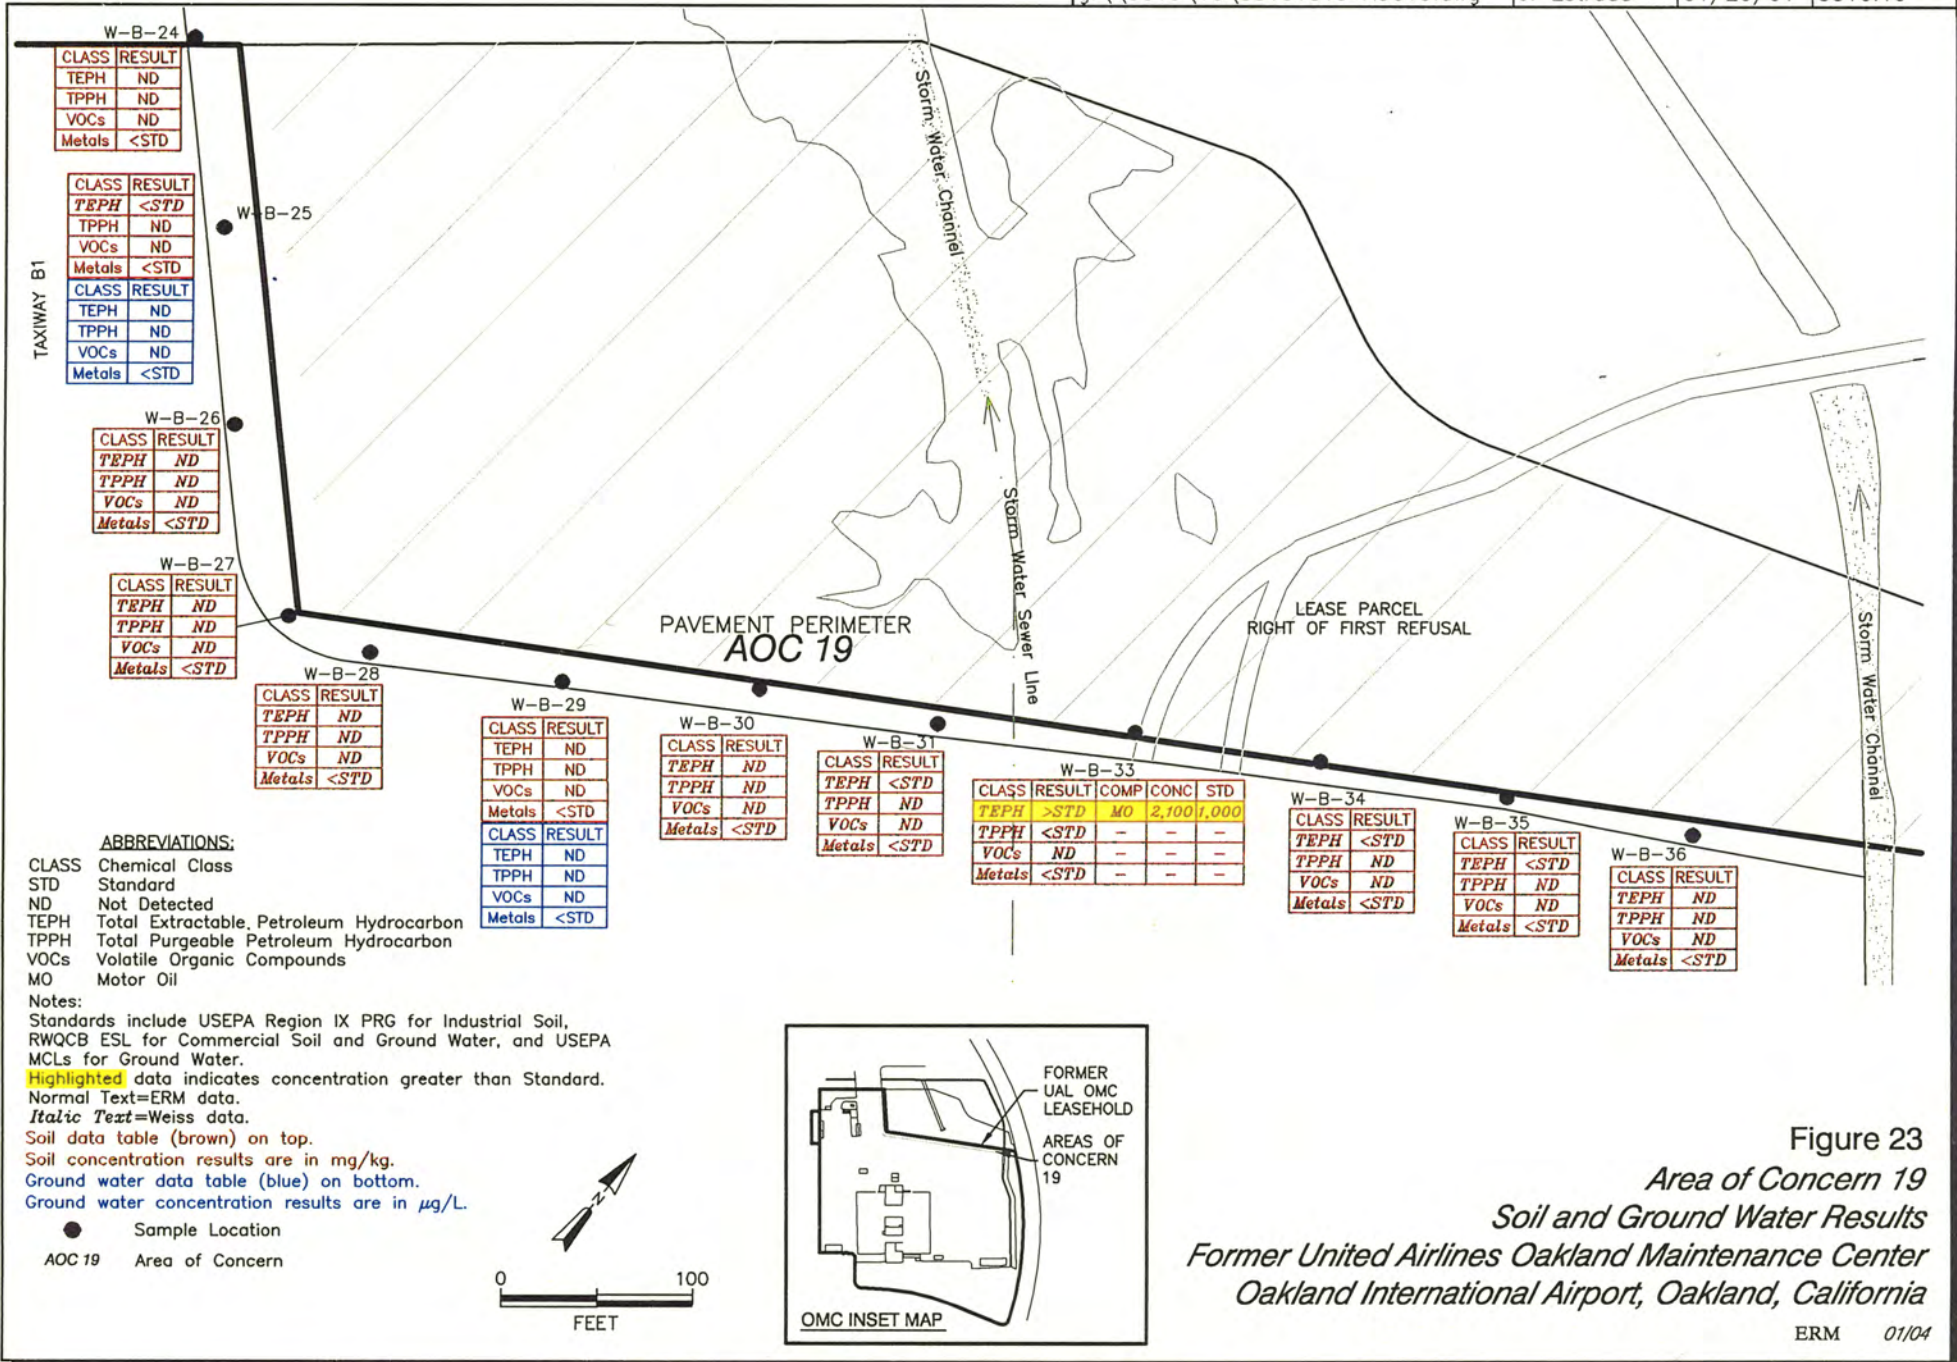 W-B-24
CLASS RESULT
TEPH ND
TPPH ND
VOCs ND
Metals <STD
CLASS RESULT
TEPH <STD
TPPH ND
VOCs ND
Metals <STD
CLASS RESULT
TEPH ND
TPPH ND
VOCs ND
Metals <STD
W-B-25
TAXIWAY B1
W-B-26
CLASS RESULT
TEPH ND
TPPH ND
VOCs ND
Metals <STD
W-B-27
CLASS RESULT
TEPH ND
TPPH ND
VOCs ND
Metals <STD
W-B-28
CLASS RESULT
TEPH ND
TPPH ND
VOCs ND
Metals <STD
W-B-29
CLASS RESULT
TEPH ND
TPPH ND
VOCs ND
Metals <STD
CLASS RESULT
TEPH ND
TPPH ND
VOCs ND
Metals <STD
W-B-30
CLASS RESULT
TEPH ND
TPPH ND
VOCs ND
Metals <STD
W-B-31
CLASS RESULT
TEPH <STD
TPPH ND
VOCs ND
Metals <STD
W-B-33
CLASS RESULT COMP CONC STD
TEPH >STD MO 2,100 1,000
TPPH <STD – – –
VOCs ND – – –
Metals <STD – – –
W-B-34
CLASS RESULT
TEPH <STD
TPPH ND
VOCs ND
Metals <STD
W-B-35
CLASS RESULT
TEPH <STD
TPPH ND
VOCs ND
Metals <STD
W-B-36
CLASS RESULT
TEPH ND
TPPH ND
VOCs ND
Metals <STD
Storm Water Channel
Storm Water Sewer Line
PAVEMENT PERIMETER
AOC 19
LEASE PARCEL
RIGHT OF FIRST REFUSAL
Storm Water Channel
ABBREVIATIONS:
CLASS Chemical Class
STD Standard
ND Not Detected
TEPH Total Extractable Petroleum Hydrocarbon
TPPH Total Purgeable Petroleum Hydrocarbon
VOCs Volatile Organic Compounds
MO Motor Oil
Notes:
Standards include USEPA Region IX PRG for Industrial Soil,
RWQCB ESL for Commercial Soil and Ground Water, and USEPA
MCLs for Ground Water.
Highlighted data indicates concentration greater than Standard.
Normal Text=ERM data.
Italic Text=Weiss data.
Soil data table (brown) on top.
Soil concentration results are in mg/kg.
Ground water data table (blue) on bottom.
Ground water concentration results are in µg/L.
Sample Location
AOC 19 Area of Concern
N
0 100
FEET
FORMER
UAL OMC
LEASEHOLD
AREAS OF
CONCERN
19
OMC INSET MAP
Figure 23
Area of Concern 19
Soil and Ground Water Results
Former United Airlines Oakland Maintenance Center
Oakland International Airport, Oakland, California
ERM 01/04